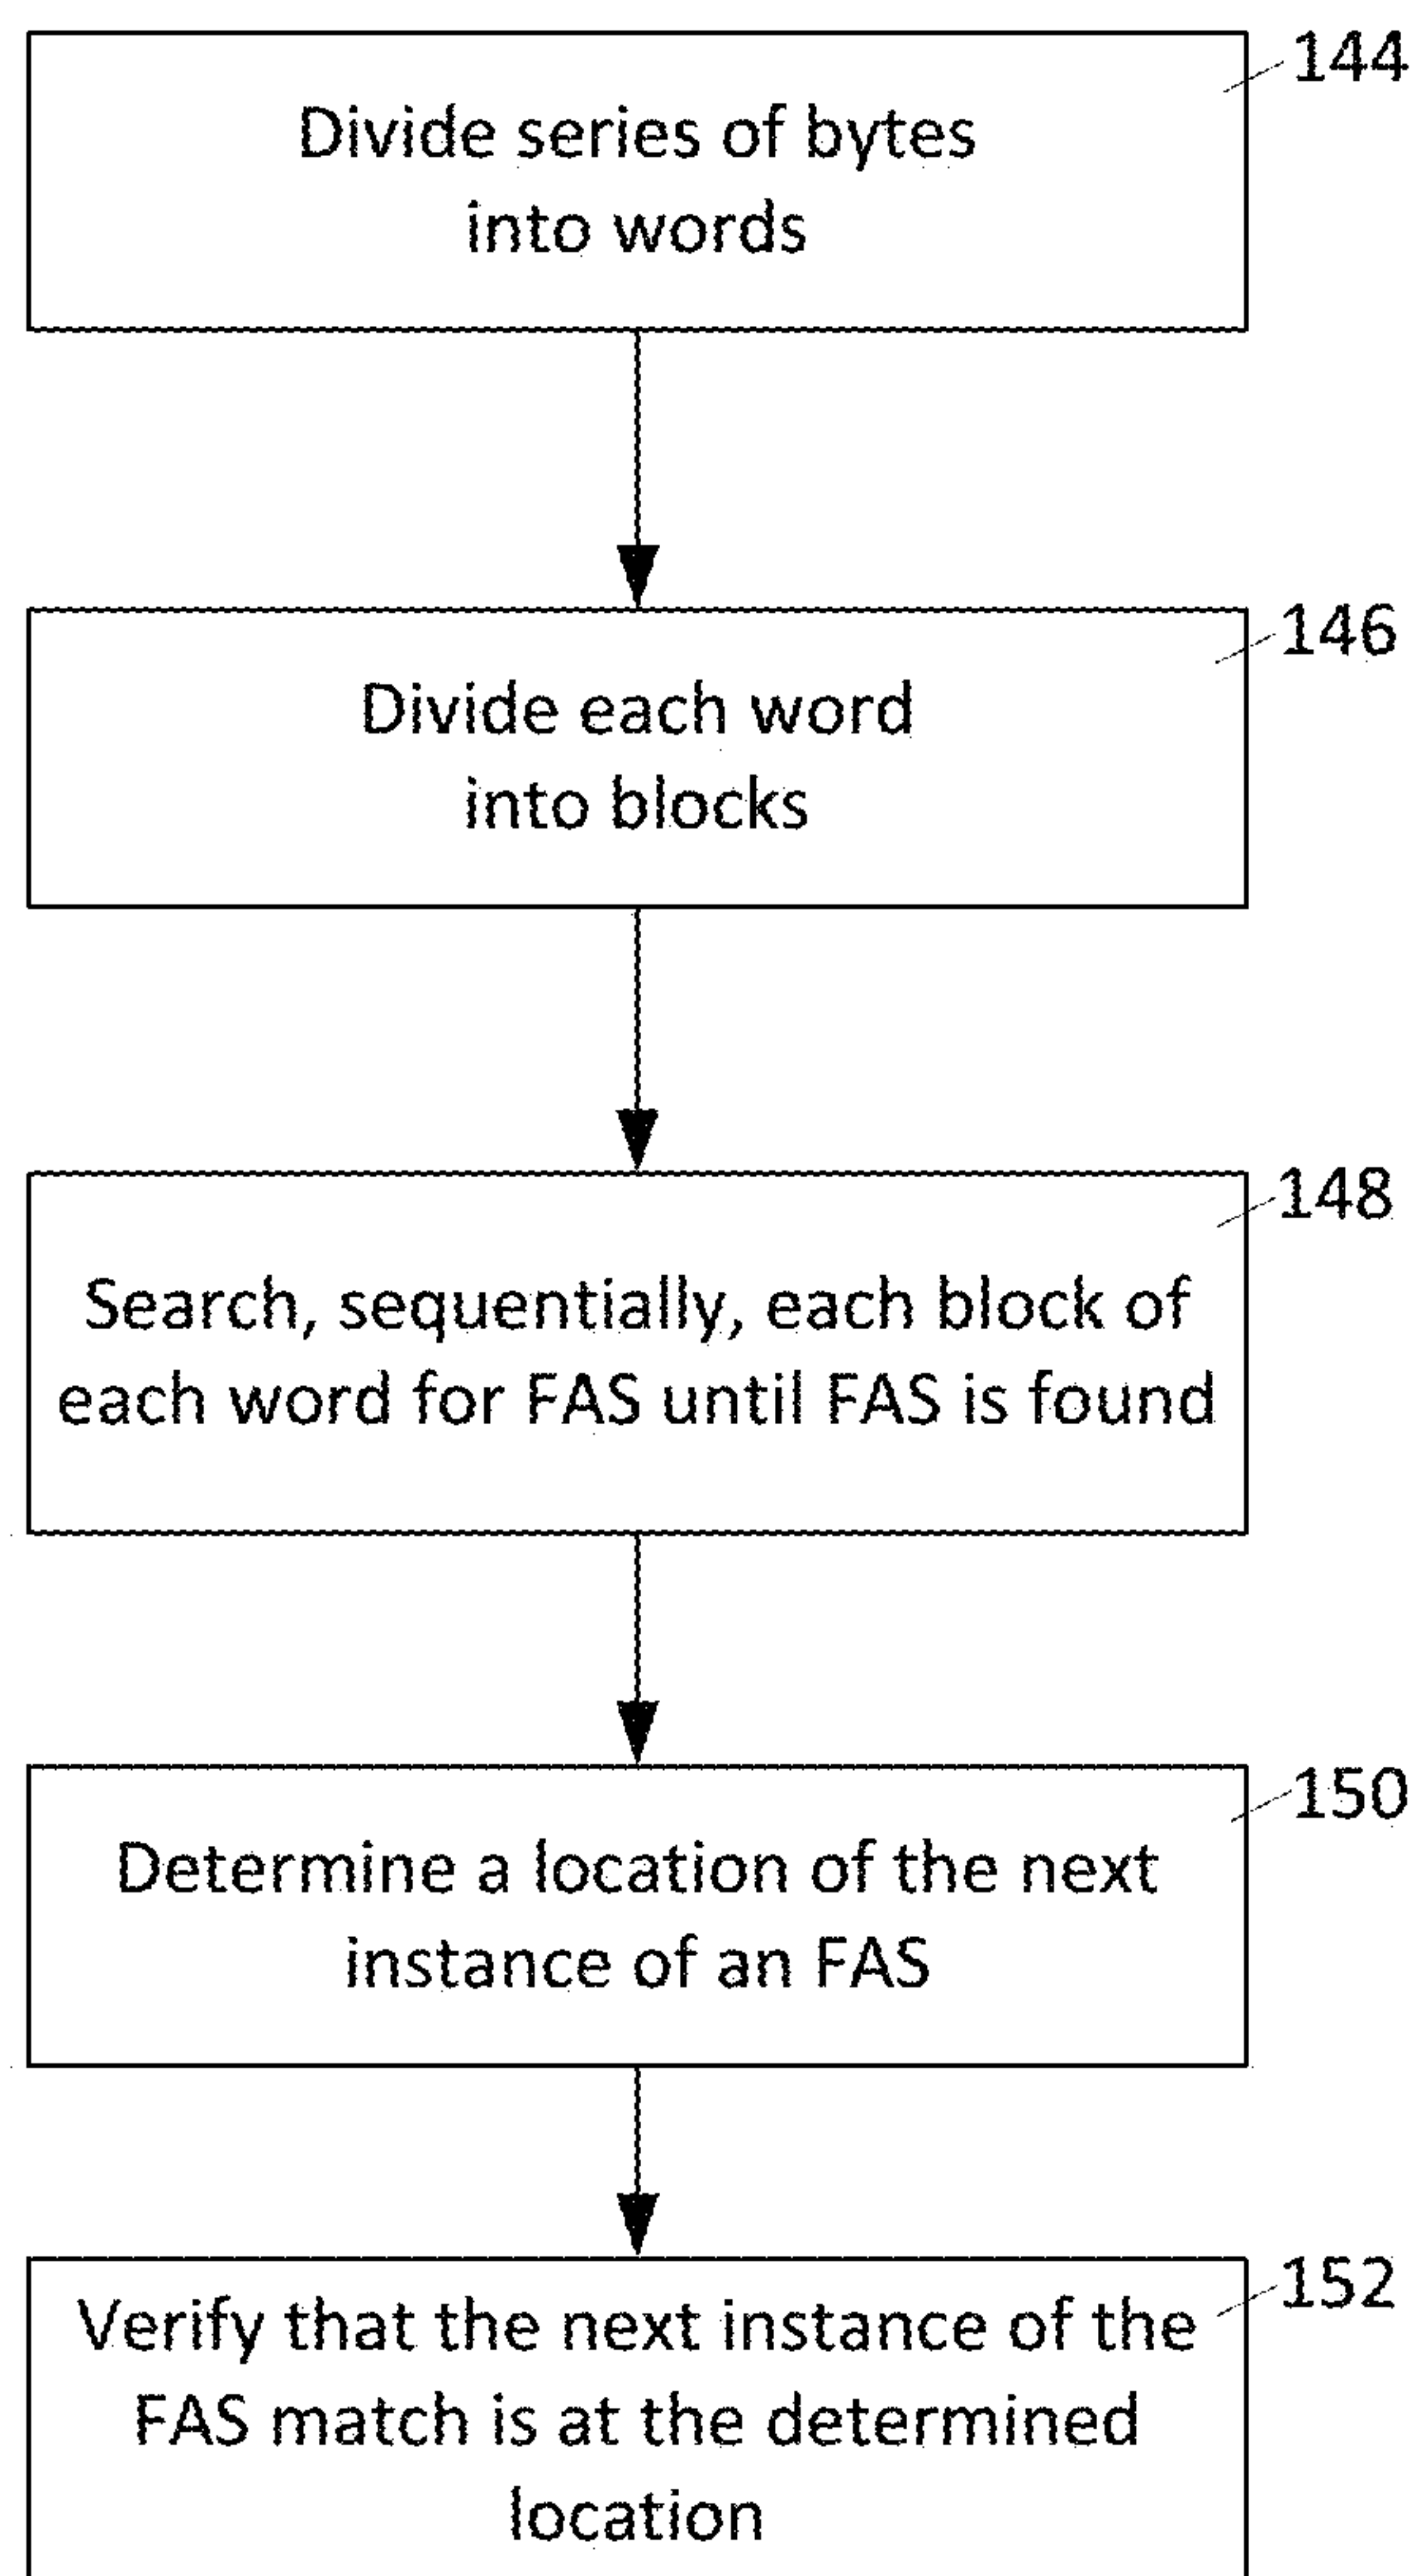 144
Divide series of bytes
into words
146
Divide each word
into blocks
148
Search, sequentially, each block of
each word for FAS until FAS is found
150
Determine a location of the next
instance of an FAS
152
Verify that the next instance of the
FAS match is at the determined
location